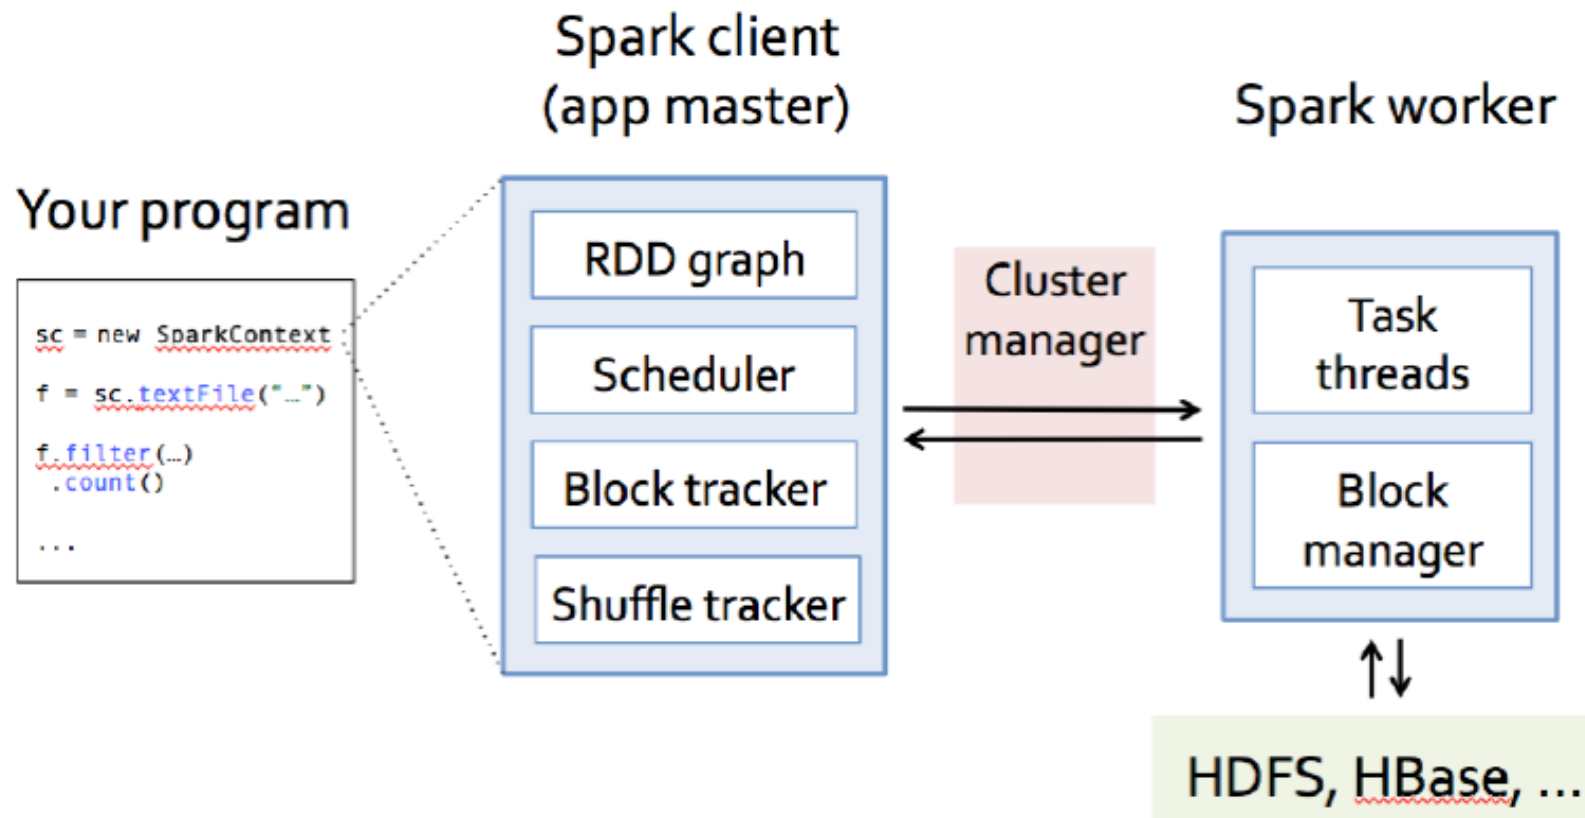 Your program
sc = new SparkContext
f = sc.textFile("…")
f.filter(…)
.count()
...
Spark client
(app master)
RDD graph
Scheduler
Block tracker
Shuffle tracker
Cluster
manager
Spark worker
Task
threads
Block
manager
HDFS, HBase, …